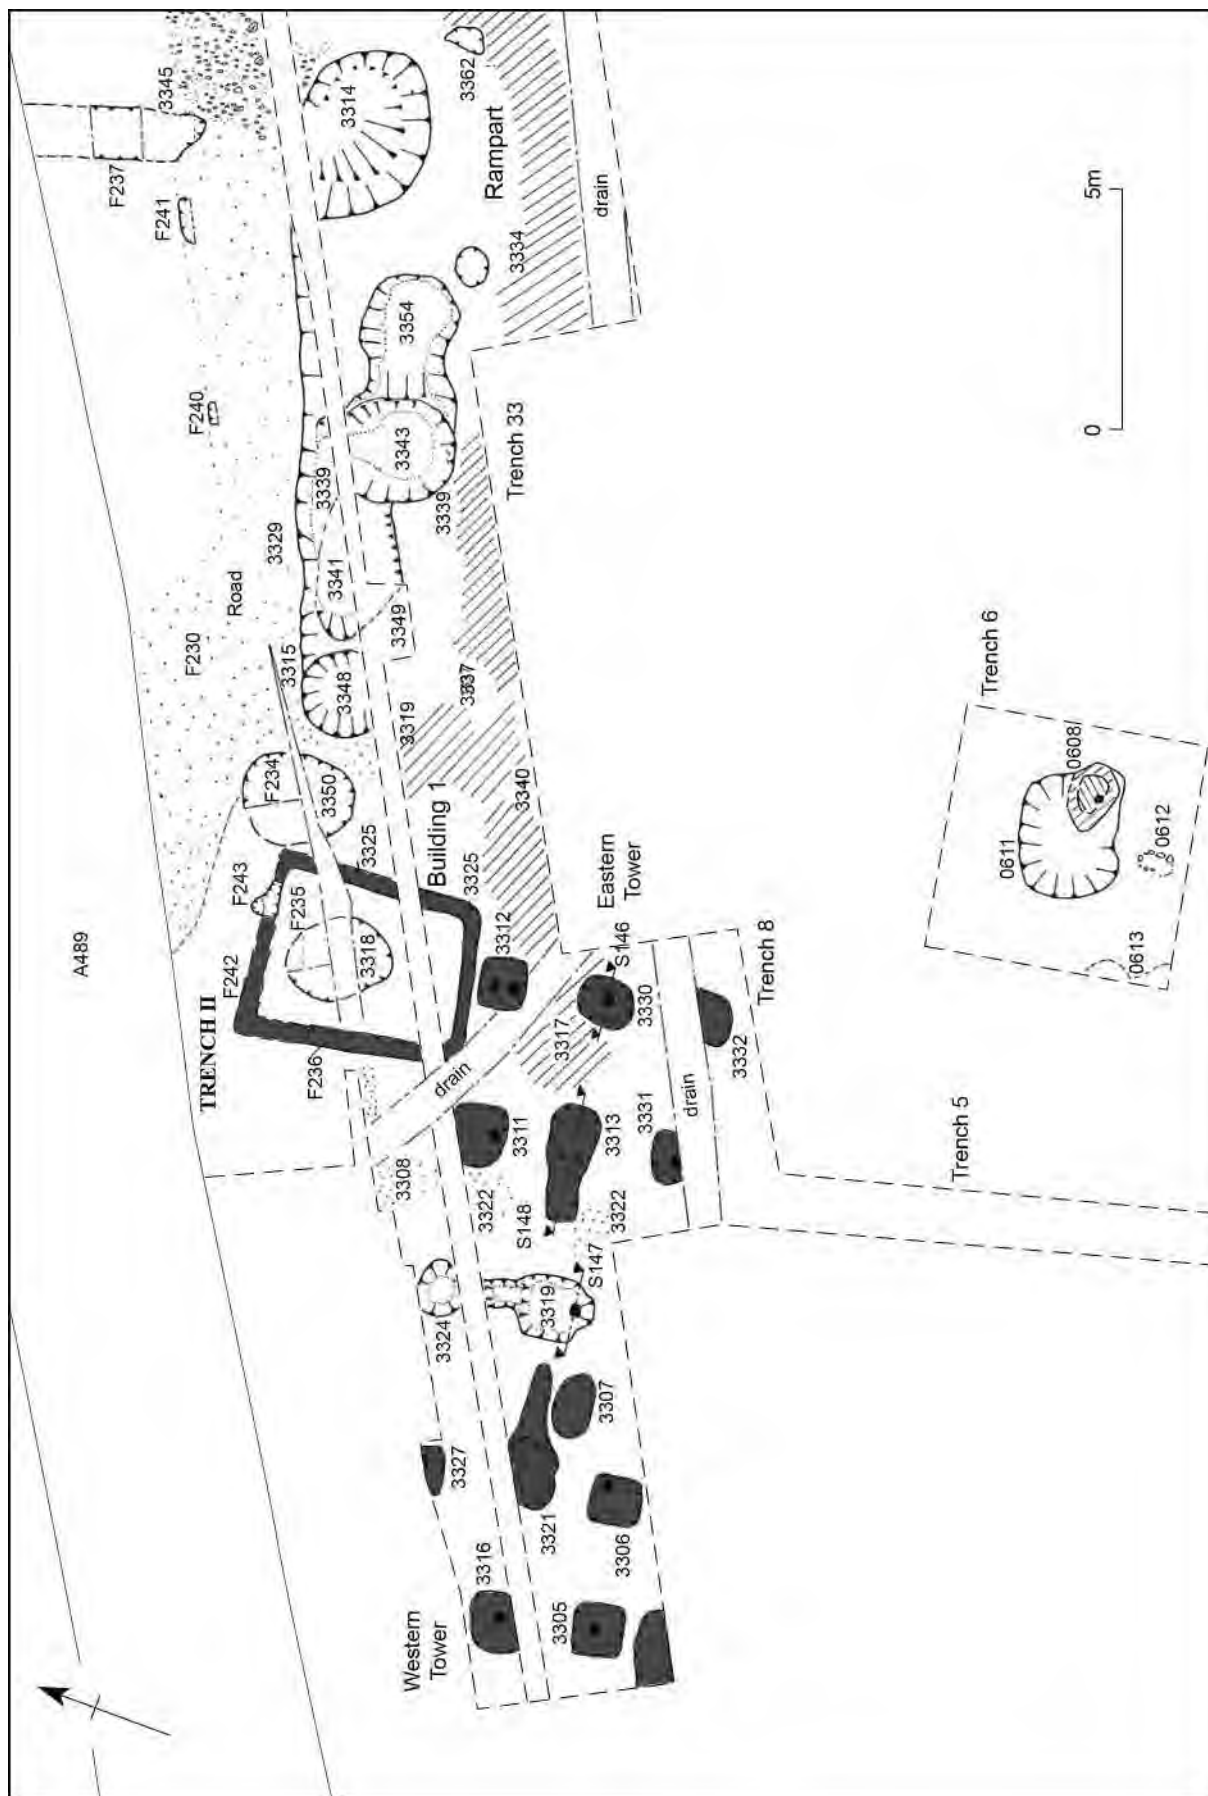 A489
TRENCH II
F237
3345
F241
F240
F230
Road
3329
3315
3314
3362
Rampart
drain
3334
3354
3343
3339
3339
3341
3349
3348
Trench 33
3337
3319
3340
F234
3350
3325
Building 1
3325
F243
F235
F242
3318
F236
3312
Eastern
Tower
S146
3330
3317
drain
3308
3311
3322
3313
3331
S148
3322
S147
drain
3332
Trench 8
Trench 5
3324
3319
3327
3307
3321
3306
3316
3305
Western
Tower
Trench 6
0608
0611
0612
0613
0
5m